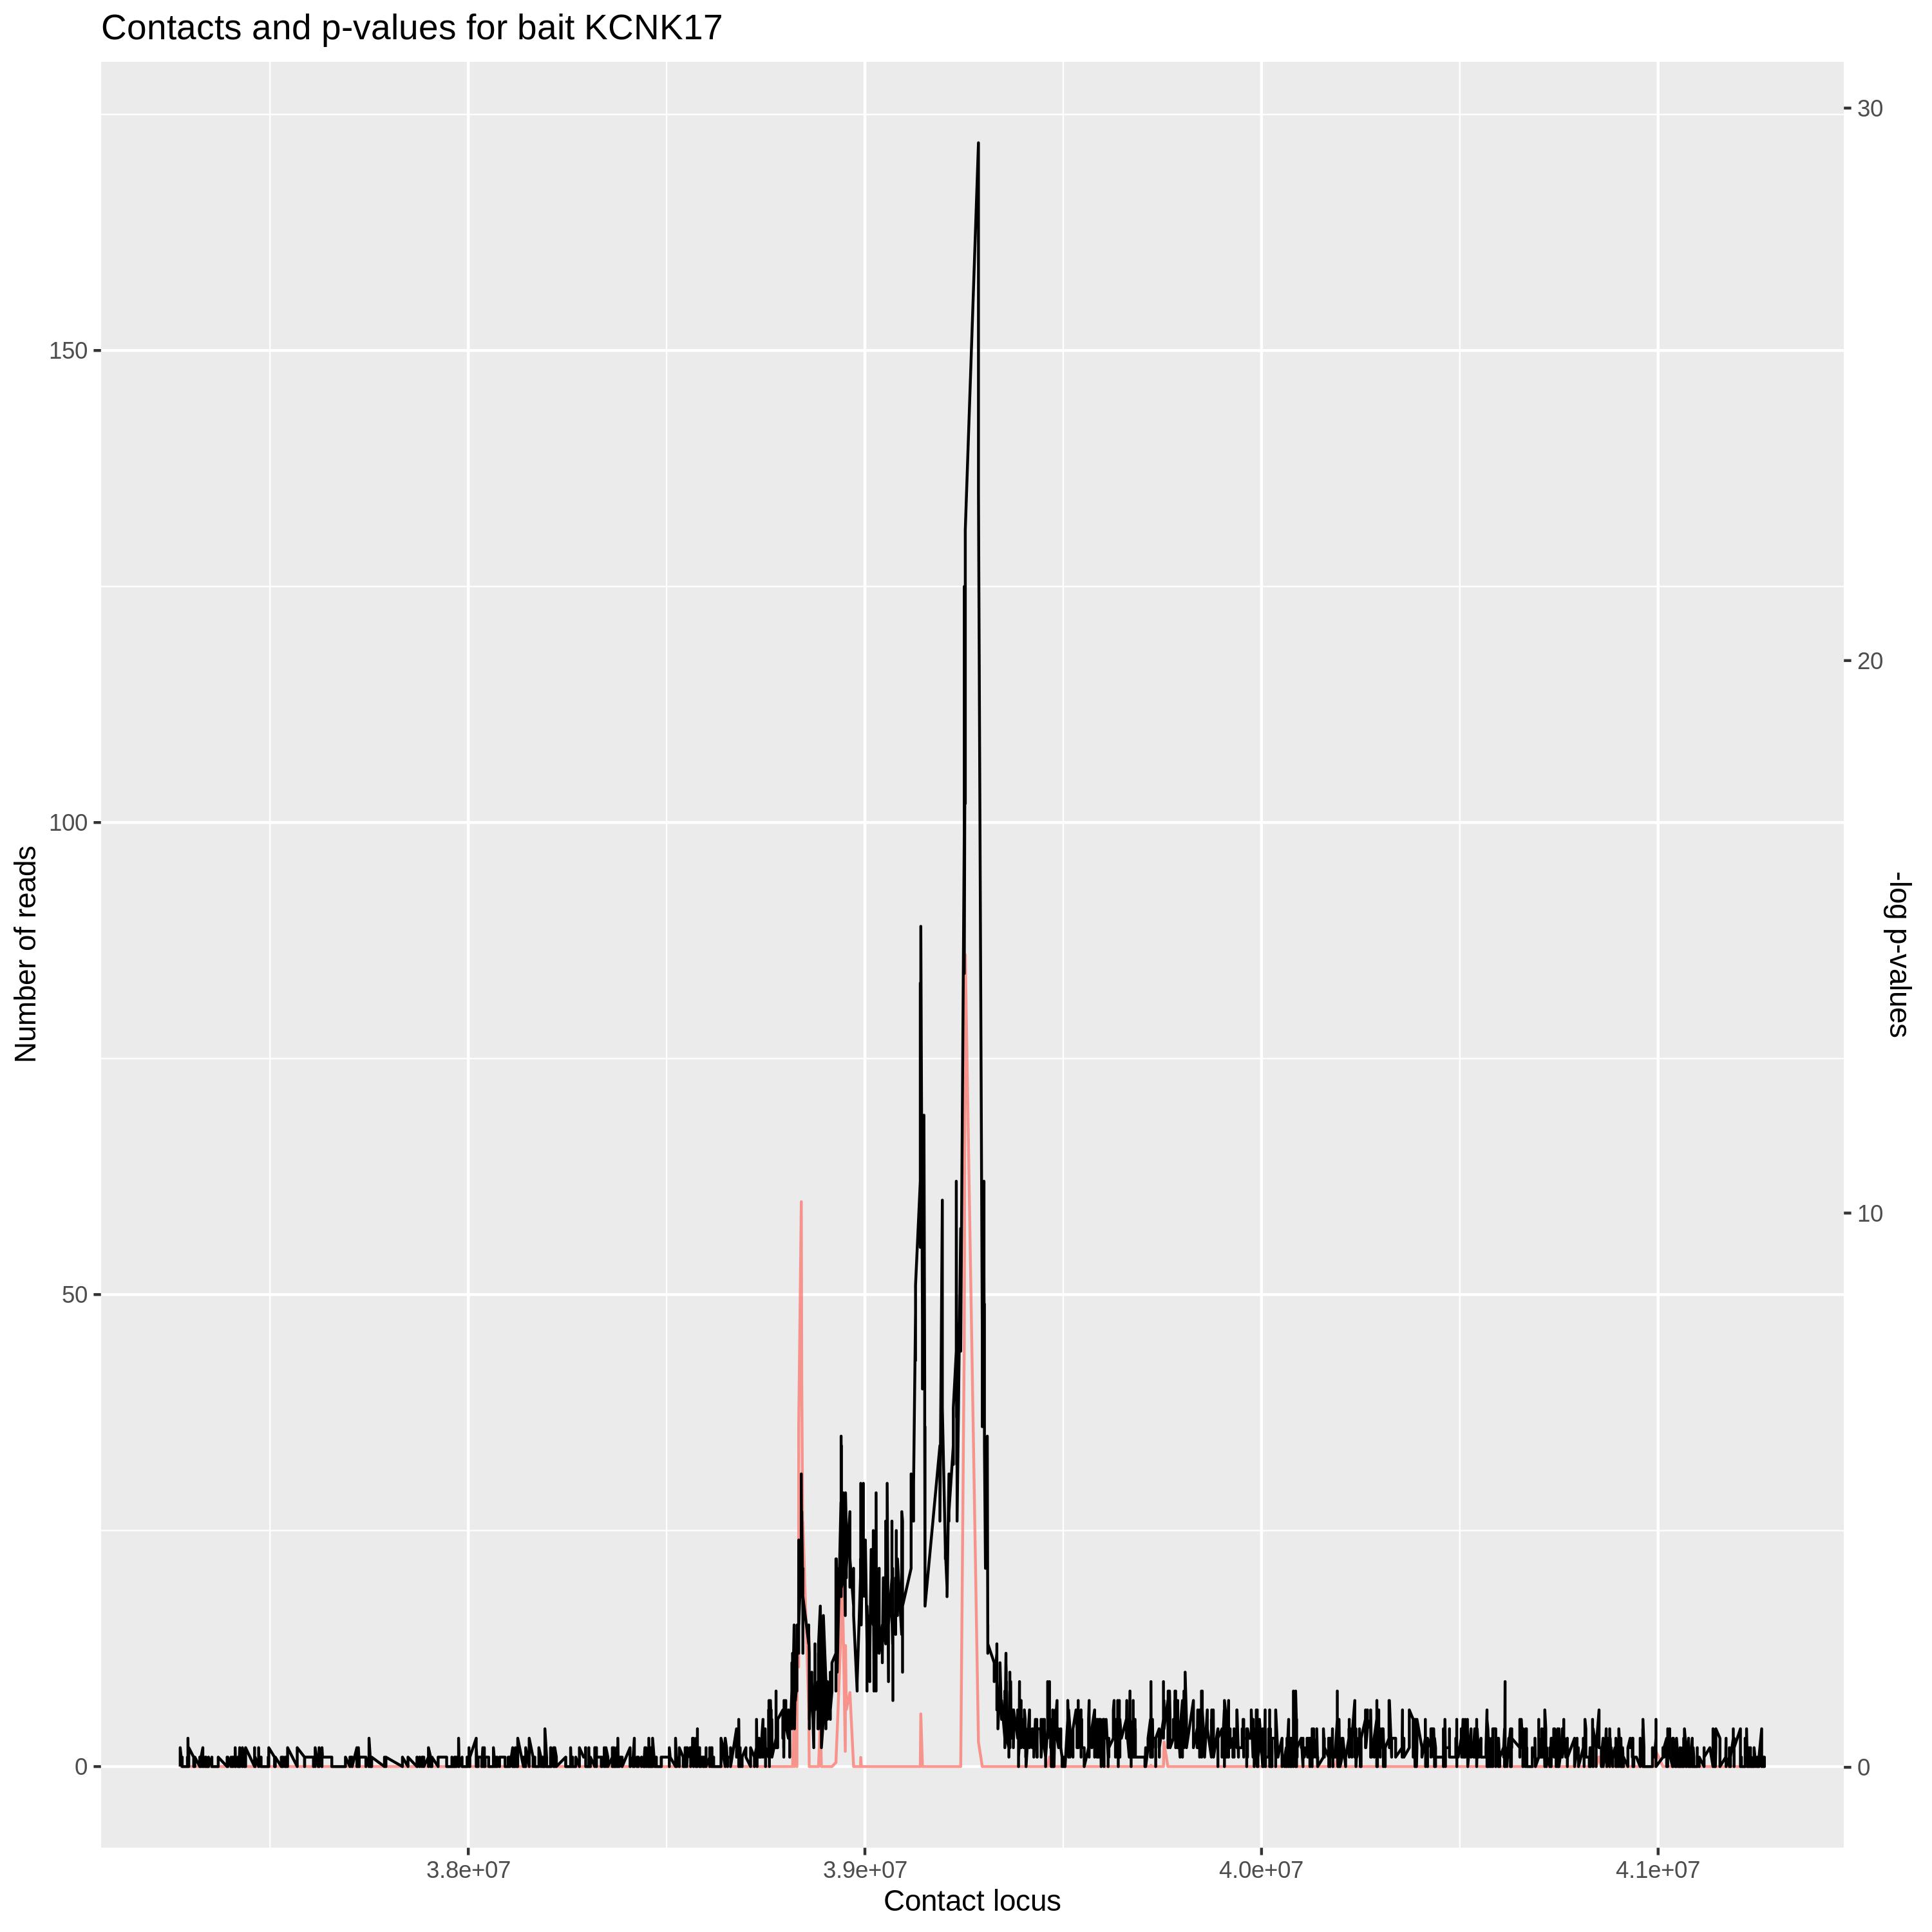 Contacts and p-values for bait KCNK17
Number of reads
150
100
50
0
30
20
10
0
-log p-values
3.8e+07
3.9e+07
4.0e+07
4.1e+07
Contact locus